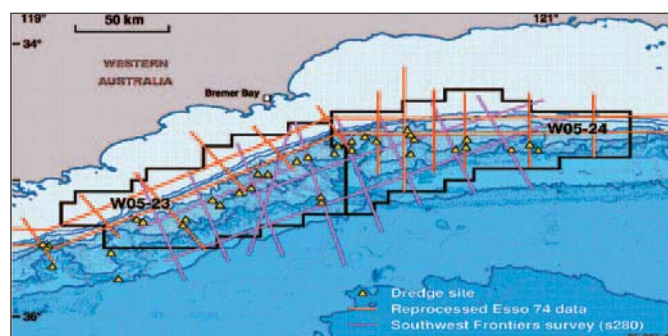 119°
121°
50 km
34°
WESTERN
AUSTRALIA
Bremer Bay
W05-24
W05-23
Dredge site
Reprocessed Esso 74 data
Southwest Frontiers survey (s280)
36°